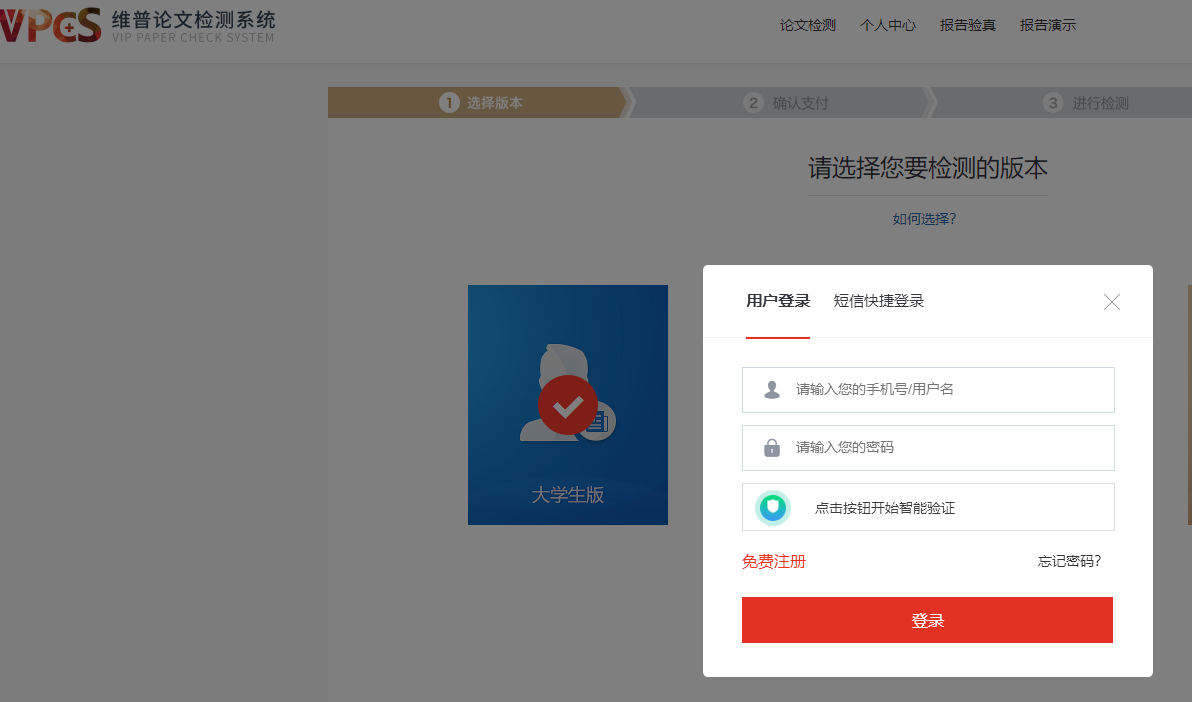 VPCS 维普论文检测系统
VIP PAPER CHECK SYSTEM
论文检测 个人中心 报告验真 报告演示
1 选择版本 2 确认支付 3 进行检测
请选择您要检测的版本
如何选择?
大学生版
用户登录 短信快捷登录
请输入您的手机号/用户名
请输入您的密码
点击按钮开始智能验证
免费注册 忘记密码?
登录